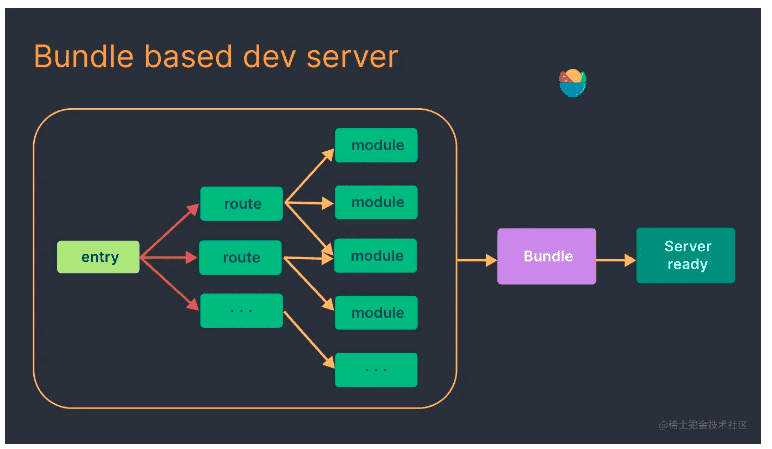 Bundle based dev server
module
route
module
entry
route
module
Bundle
Server
ready
· · ·
module
· · ·
@稀土掘金技术社区